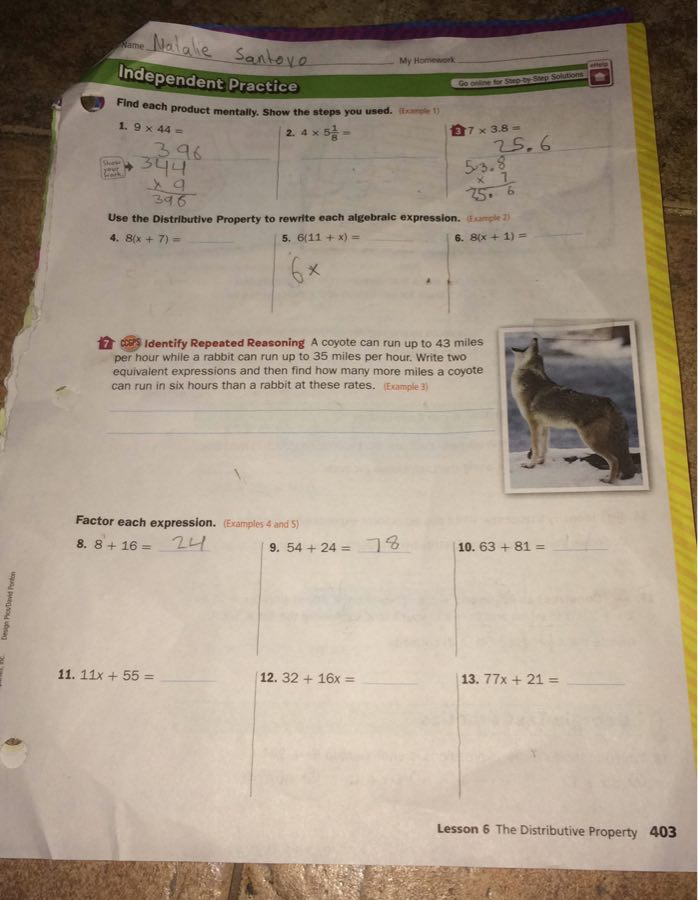 Name Natalie Santoyo
My Homework
Independent Practice
Go online for Step-by-Step Solutions
eHelp
Find each product mentally. Show the steps you used. (Example 1)
1. 9 × 44 =
396
Show your work.
344
× 9
396
2. 4 × 5 1/8 =
3 7 × 3.8 =
25.6
53.8
× 7
25.6
Use the Distributive Property to rewrite each algebraic expression. (Example 2)
4. 8(x + 7) =
5. 6(11 + x) =
6x
6. 8(x + 1) =
7 CCSS Identify Repeated Reasoning A coyote can run up to 43 miles
per hour while a rabbit can run up to 35 miles per hour. Write two
equivalent expressions and then find how many more miles a coyote
can run in six hours than a rabbit at these rates. (Example 3)
Factor each expression. (Examples 4 and 5)
8. 8 + 16 = 24
9. 54 + 24 = 78
10. 63 + 81 =
11. 11x + 55 =
12. 32 + 16x =
13. 77x + 21 =
Design Pics/David Ponton
Lesson 6 The Distributive Property 403